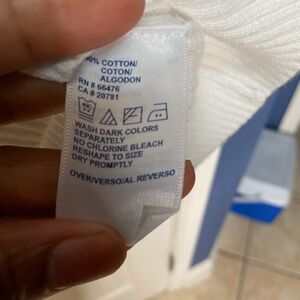 % COTTON/
COTON/
ALGODON
RN # 66476
CA # 20781
WASH DARK COLORS
SEPARATELY
NO CHLORINE BLEACH
RESHAPE TO SIZE
DRY PROMPTLY
OVER/VERSO/AL REVERSO